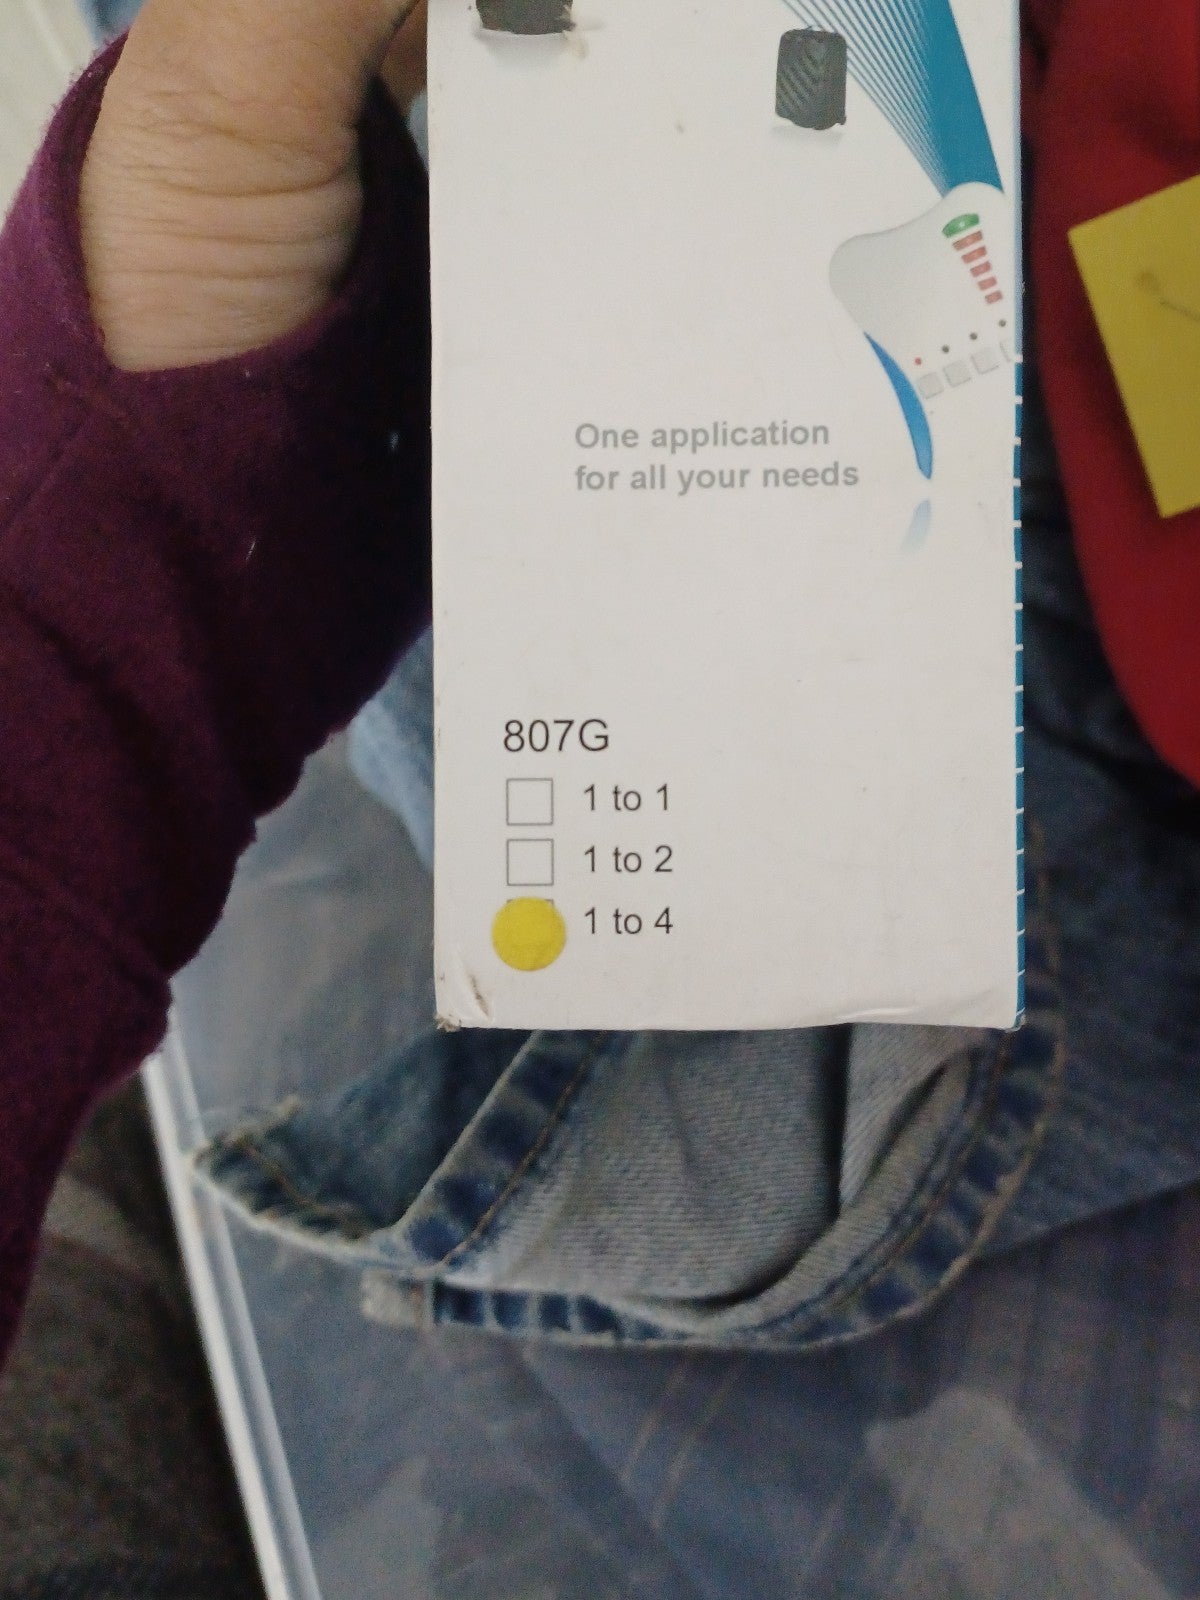 One application
for all your needs
807G
1 to 1
1 to 2
1 to 4